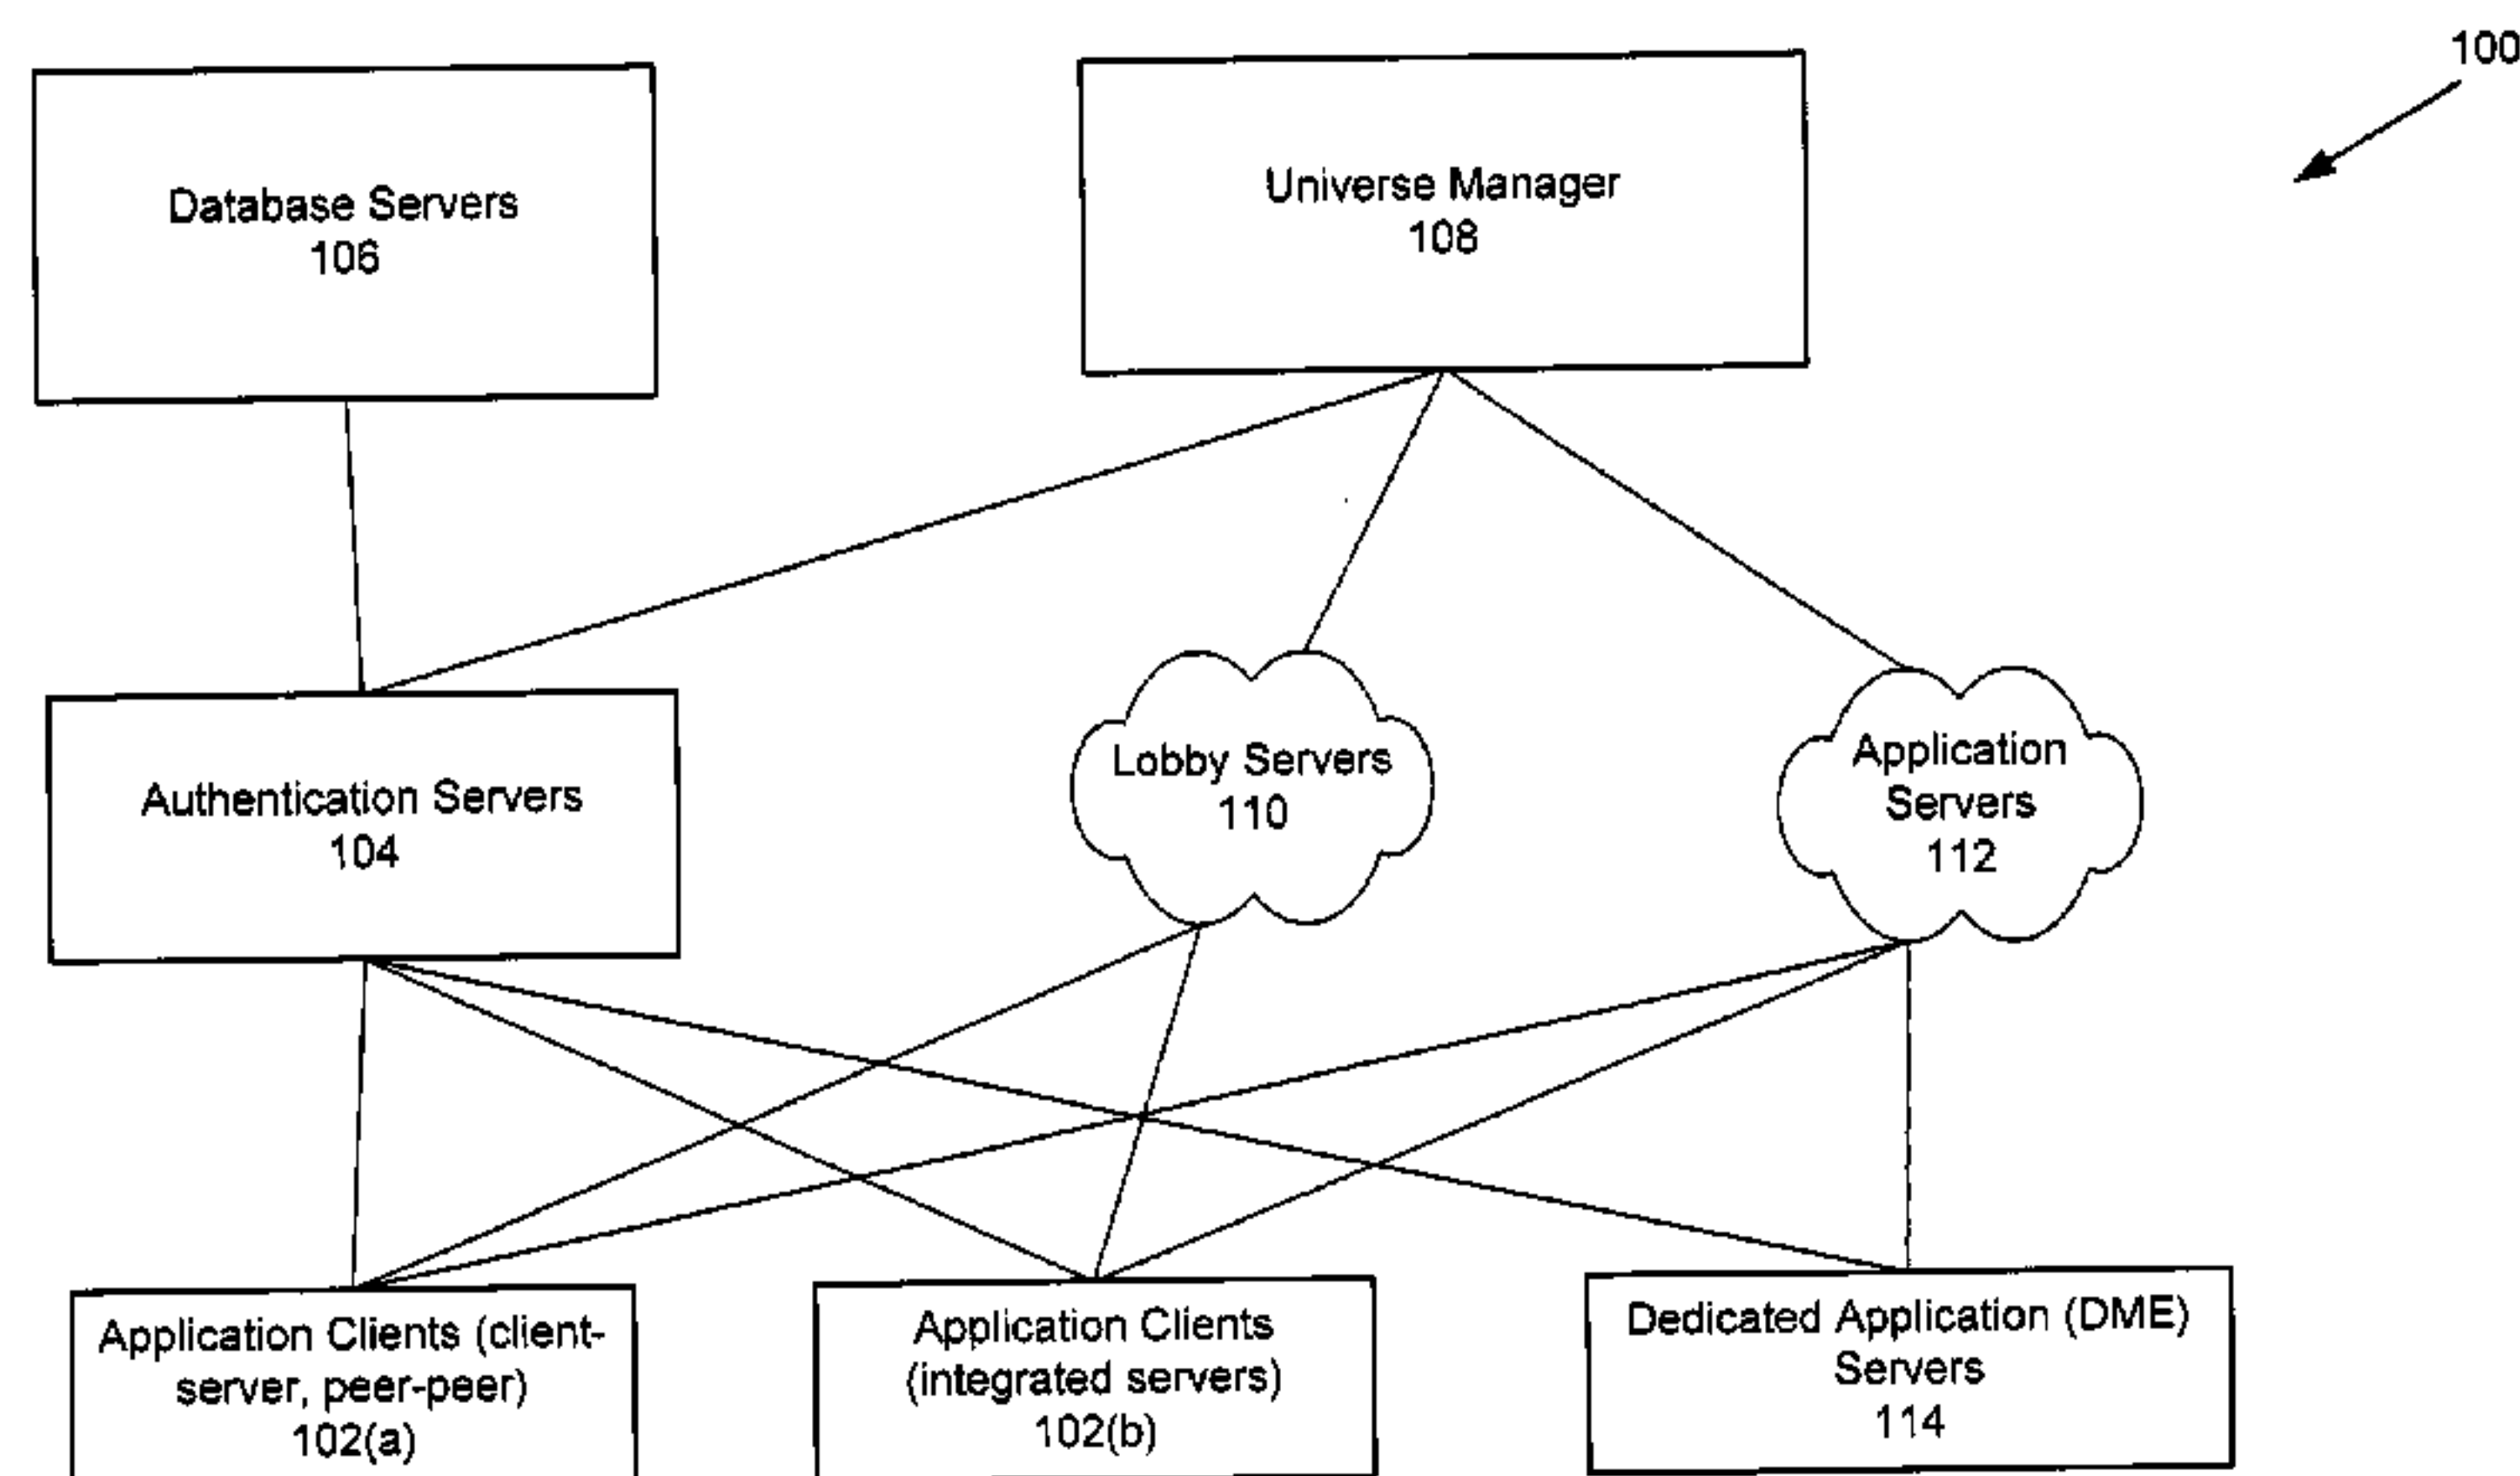 100
Database Servers
106
Universe Manager
108
Authentication Servers
104
Lobby Servers
110
Application
Servers
112
Application Clients (client-
server, peer-peer)
102(a)
Application Clients
(integrated servers)
102(b)
Dedicated Application (DME)
Servers
114